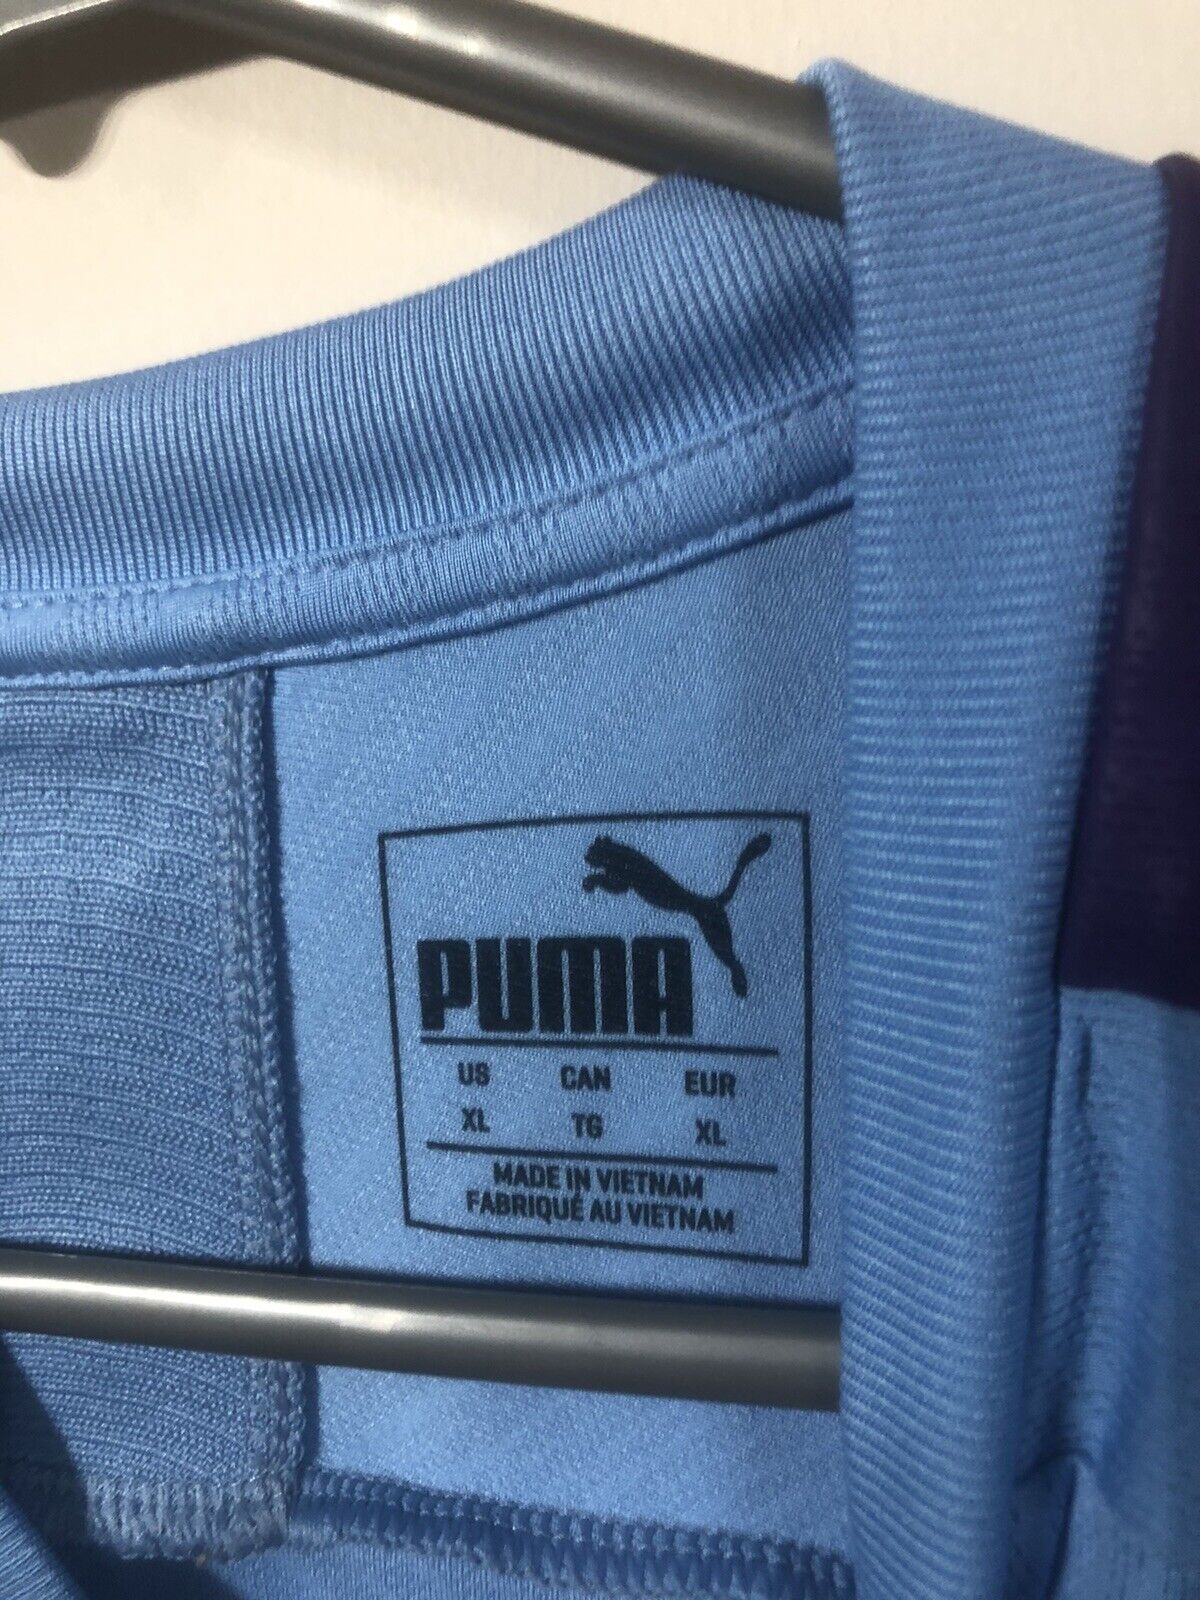 PUMA
US CAN EUR
XL TG XL
MADE IN VIETNAM
FABRIQUÉ AU VIETNAM